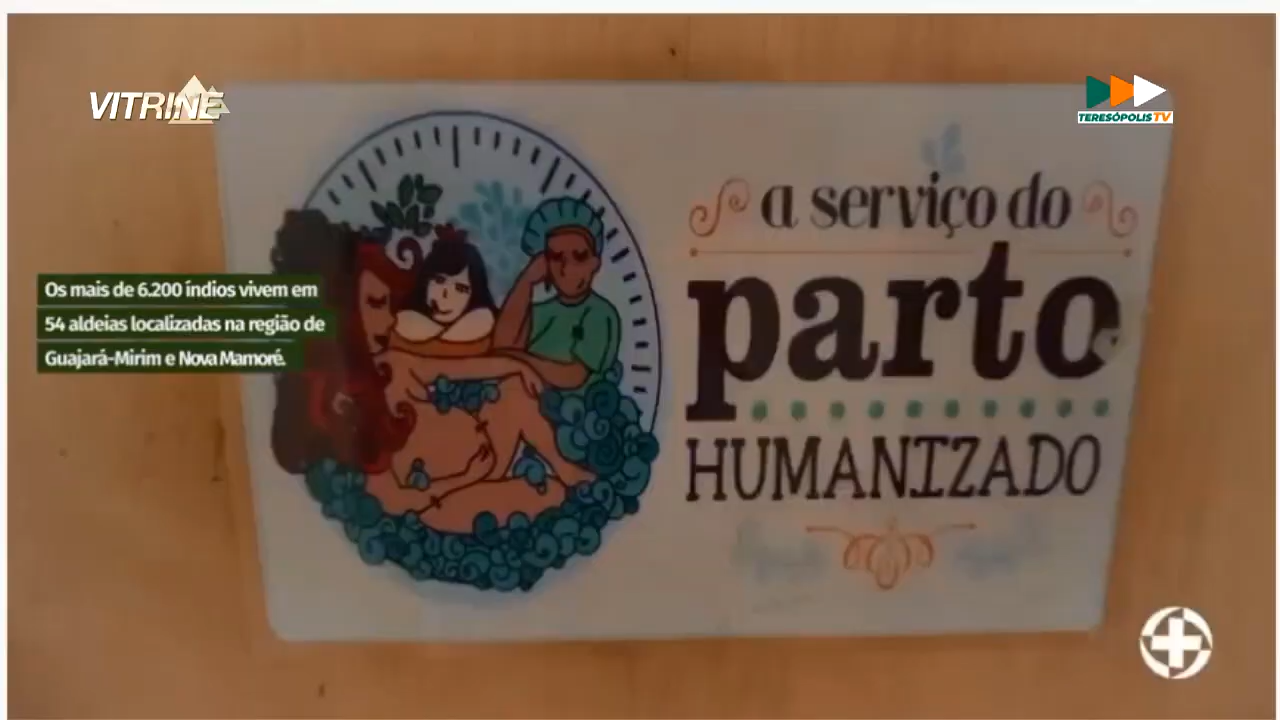 VITRINE
TERESÓPOLIS TV
a serviço do
parto
HUMANIZADO
Os mais de 6.200 índios vivem em
54 aldeias localizadas na região de
Guajará-Mirim e Nova Mamoré.